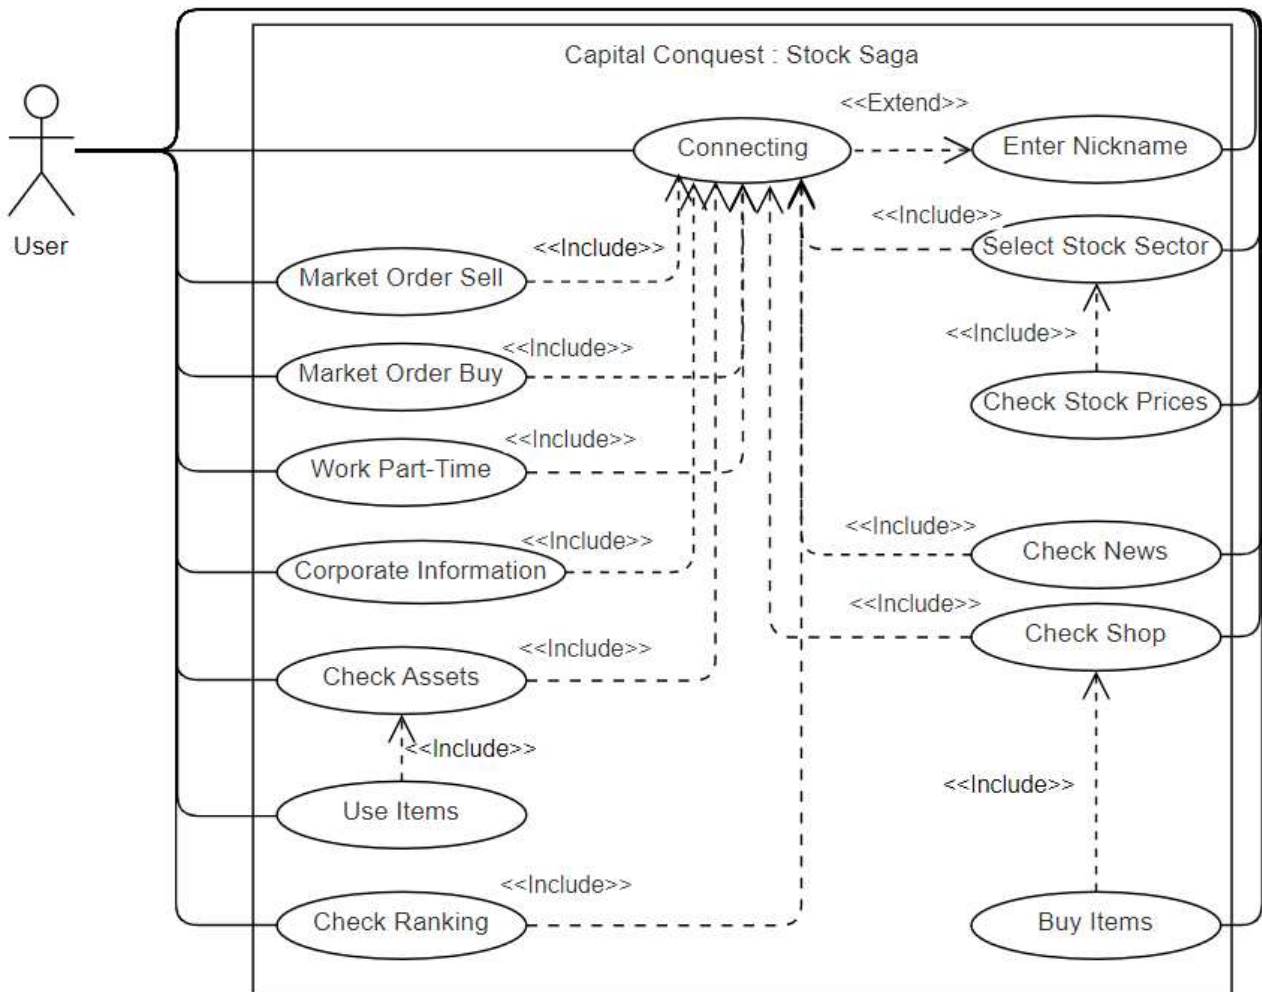 Capital Conquest : Stock Saga
<<Extend>>
Connecting
Enter Nickname
User
<<Include>>
Select Stock Sector
<<Include>>
Market Order Sell
<<Include>>
<<Include>>
Market Order Buy
Check Stock Prices
<<Include>>
Work Part-Time
<<Include>>
Check News
<<Include>>
Corporate Information
<<Include>>
Check Shop
<<Include>>
Check Assets
<<Include>>
<<Include>>
Use Items
<<Include>>
Check Ranking
Buy Items